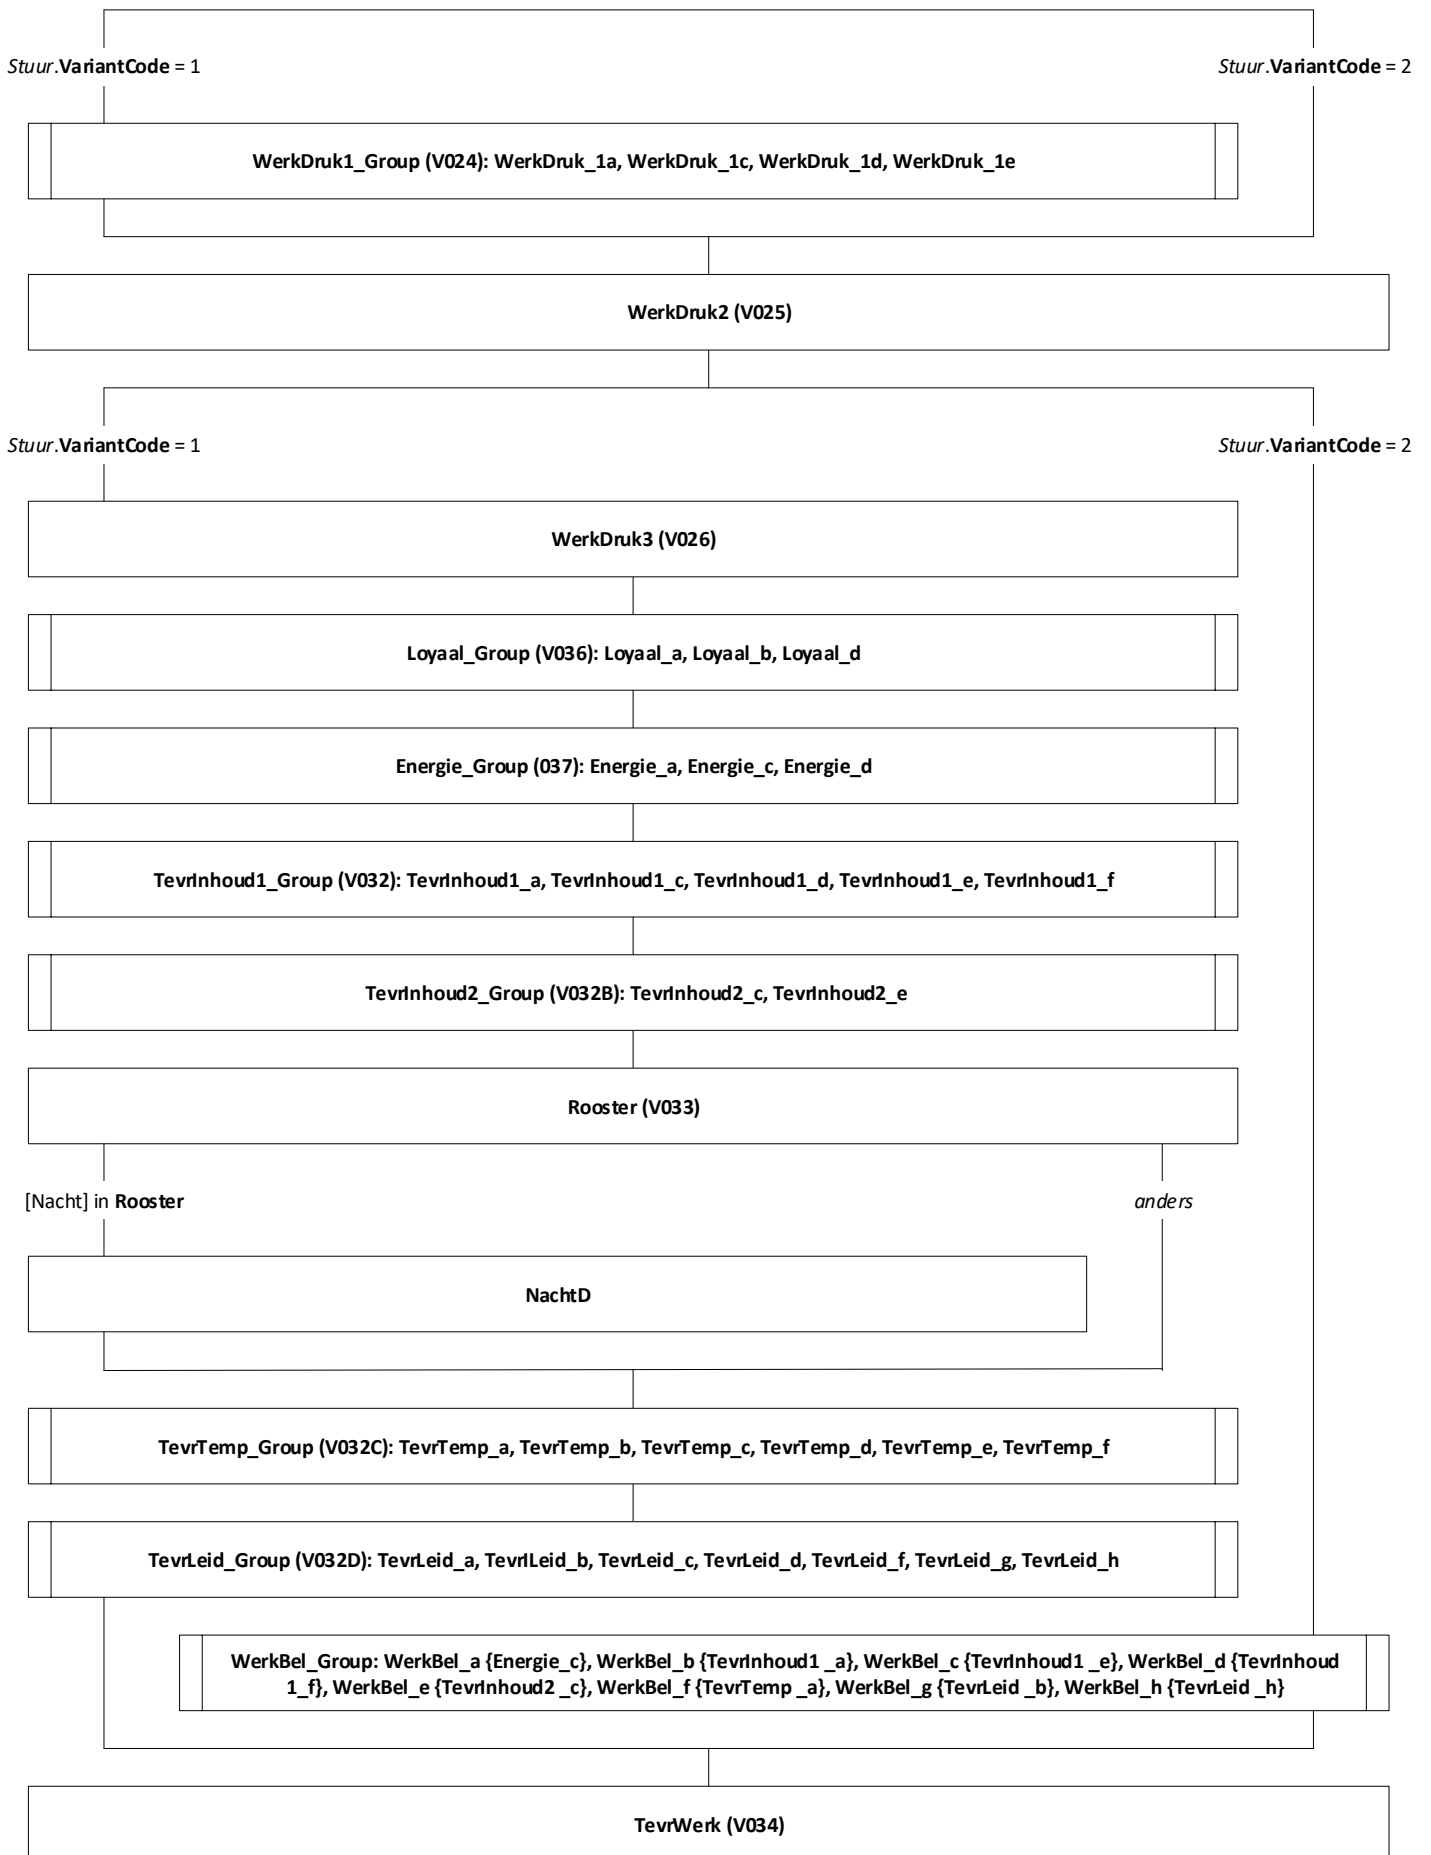 Stuur.VariantCode = 1
Stuur.VariantCode = 2
WerkDruk1_Group (V024): WerkDruk_1a, WerkDruk_1c, WerkDruk_1d, WerkDruk_1e
WerkDruk2 (V025)
Stuur.VariantCode = 1
Stuur.VariantCode = 2
WerkDruk3 (V026)
Loyaal_Group (V036): Loyaal_a, Loyaal_b, Loyaal_d
Energie_Group (037): Energie_a, Energie_c, Energie_d
TevrInhoud1_Group (V032): TevrInhoud1_a, TevrInhoud1_c, TevrInhoud1_d, TevrInhoud1_e, TevrInhoud1_f
TevrInhoud2_Group (V032B): TevrInhoud2_c, TevrInhoud2_e
Rooster (V033)
[Nacht] in Rooster
anders
NachtD
TevrTemp_Group (V032C): TevrTemp_a, TevrTemp_b, TevrTemp_c, TevrTemp_d, TevrTemp_e, TevrTemp_f
TevrLeid_Group (V032D): TevrLeid_a, TevrILeid_b, TevrLeid_c, TevrLeid_d, TevrLeid_f, TevrLeid_g, TevrLeid_h
WerkBel_Group: WerkBel_a {Energie_c}, WerkBel_b {TevrInhoud1 _a}, WerkBel_c {TevrInhoud1 _e}, WerkBel_d {TevrInhoud
1_f}, WerkBel_e {TevrInhoud2 _c}, WerkBel_f {TevrTemp _a}, WerkBel_g {TevrLeid _b}, WerkBel_h {TevrLeid _h}
TevrWerk (V034)